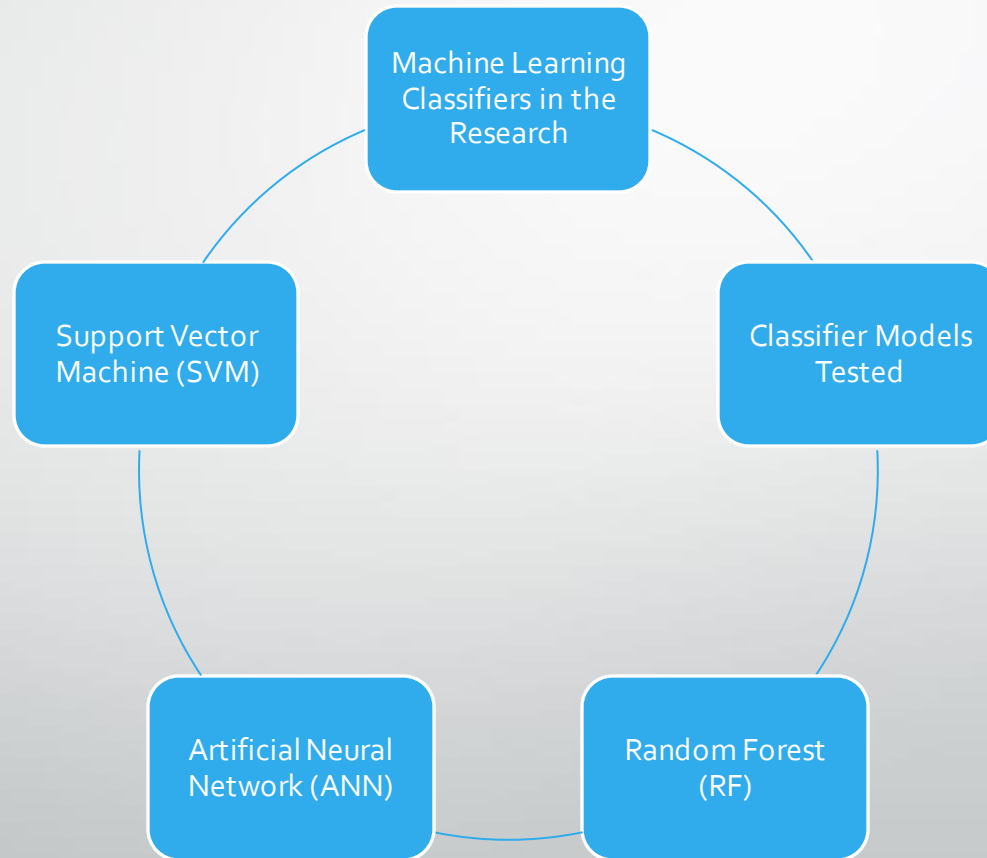 Machine Learning
Classifiers in the
Research
Classifier Models
Tested
Random Forest
(RF)
Artificial Neural
Network (ANN)
Support Vector
Machine (SVM)